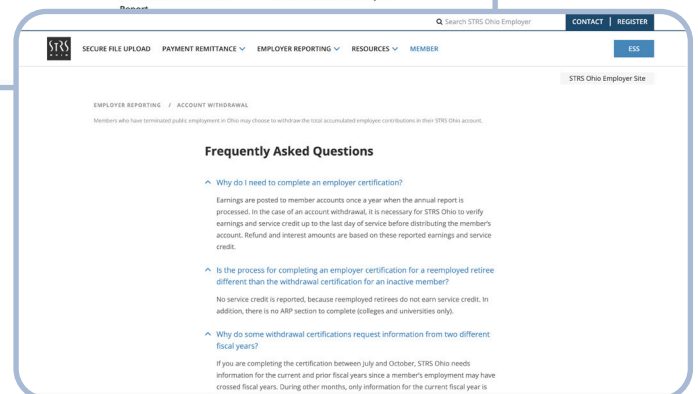 Report
Search STRS Ohio Employer
CONTACT | REGISTER
STRS
OHIO
SECURE FILE UPLOAD PAYMENT REMITTANCE EMPLOYER REPORTING RESOURCES MEMBER
ESS
STRS Ohio Employer Site
EMPLOYER REPORTING / ACCOUNT WITHDRAWAL
Members who have terminated public employment in Ohio may choose to withdraw the total accumulated employee contributions in their STRS Ohio account.
Frequently Asked Questions
Why do I need to complete an employer certification?
Earnings are posted to member accounts once a year when the annual report is
processed. In the case of an account withdrawal, it is necessary for STRS Ohio to verify
earnings and service credit up to the last day of service before distributing the member's
account. Refund and interest amounts are based on these reported earnings and service
credit.
Is the process for completing an employer certification for a reemployed retiree
different than the withdrawal certification for an inactive member?
No service credit is reported, because reemployed retirees do not earn service credit. In
addition, there is no ARP section to complete (colleges and universities only).
Why do some withdrawal certifications request information from two different
fiscal years?
If you are completing the certification between July and October, STRS Ohio needs
information for the current and prior fiscal years since a member's employment may have
crossed fiscal years. During other months, only information for the current fiscal year is